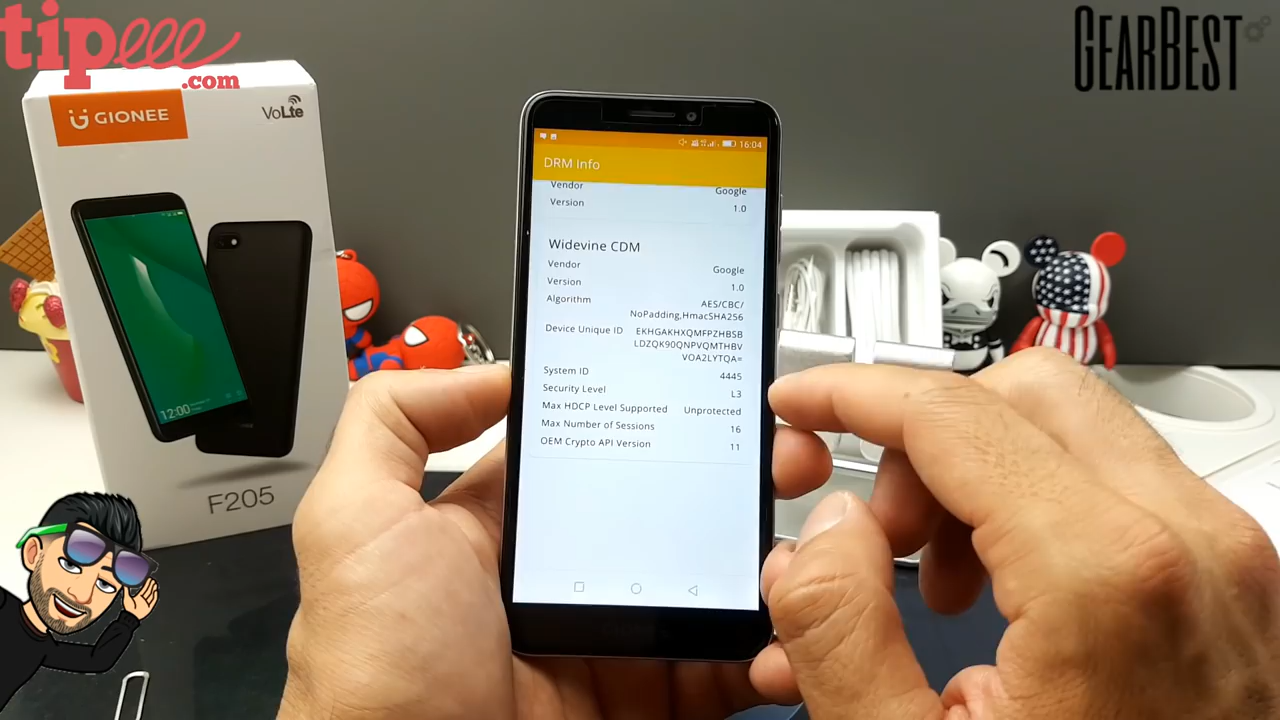 tipeee
.com
GEARBEST
GIONEE
VoLte
12:00
F205
16:04
DRM Info
Vendor Google
Version 1.0
Widevine CDM
Vendor Google
Version 1.0
Algorithm AES/CBC/
NoPadding,HmacSHA256
Device Unique ID EKHGAKHXQMFPZHBSB
LDZQK90QNPVQMTHBV
VOA2LYTQA=
System ID 4445
Security Level L3
Max HDCP Level Supported Unprotected
Max Number of Sessions 16
OEM Crypto API Version 11